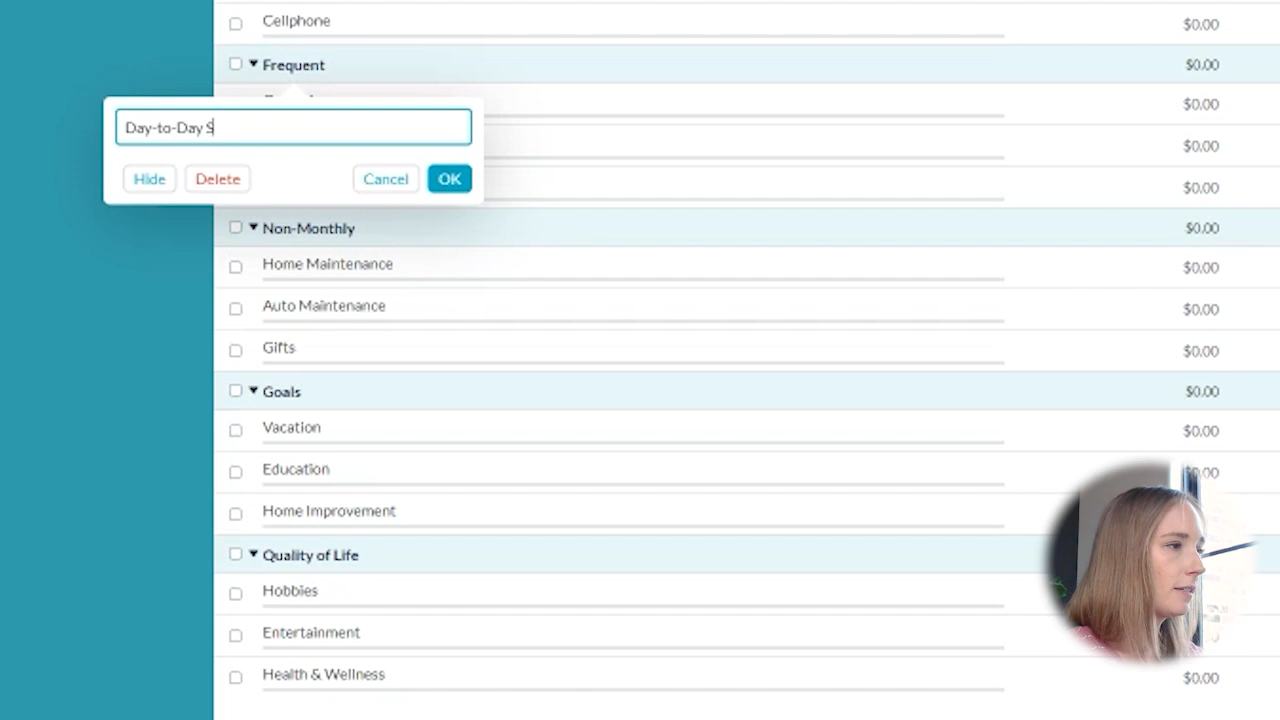 Cellphone $0.00
Frequent $0.00
$0.00
Day-to-Day S
$0.00
Hide Delete Cancel OK $0.00
Non-Monthly $0.00
Home Maintenance $0.00
Auto Maintenance $0.00
Gifts $0.00
Goals $0.00
Vacation $0.00
Education
Home Improvement
Quality of Life
Hobbies
Entertainment
Health & Wellness $0.00